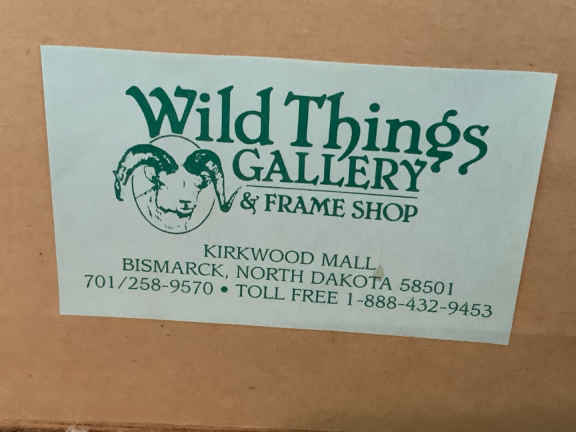 Wild Things
GALLERY
& FRAME SHOP
KIRKWOOD MALL
BISMARCK, NORTH DAKOTA 58501
701/258-9570 • TOLL FREE 1-888-432-9453